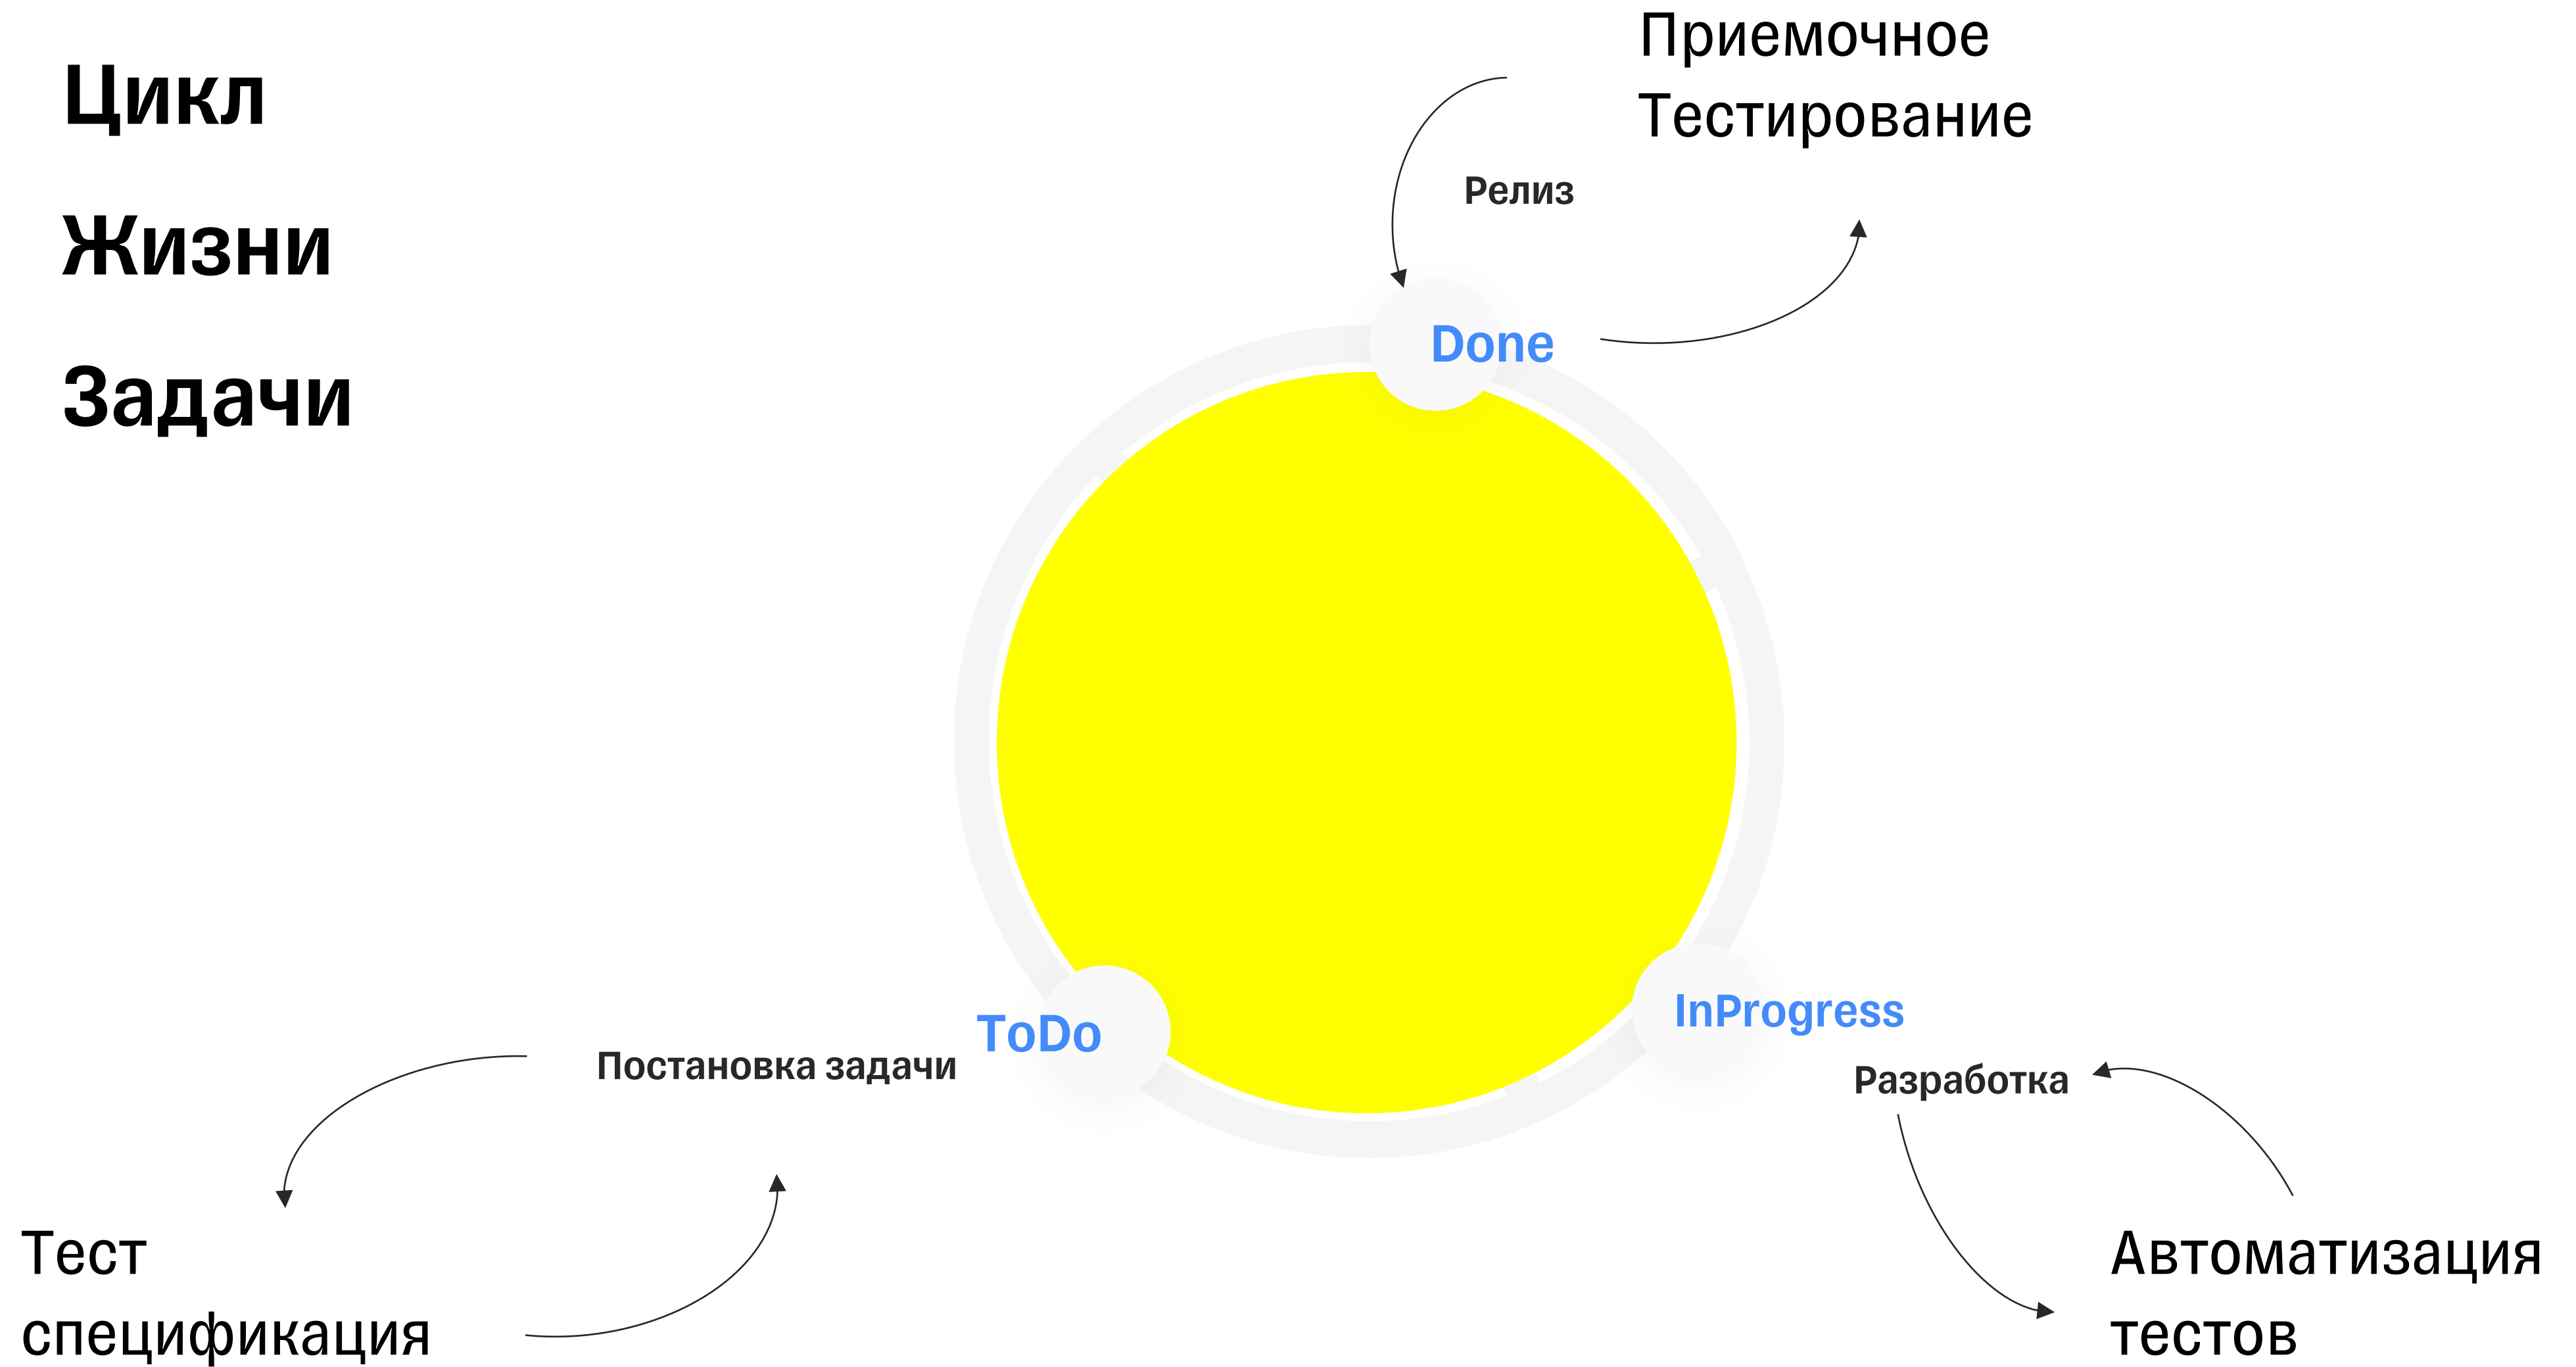 Цикл
Жизни
Задачи
Приемочное
Тестирование
Релиз
Done
ToDo
Постановка задачи
InProgress
Разработка
Тест
спецификация
Автоматизация
тестов